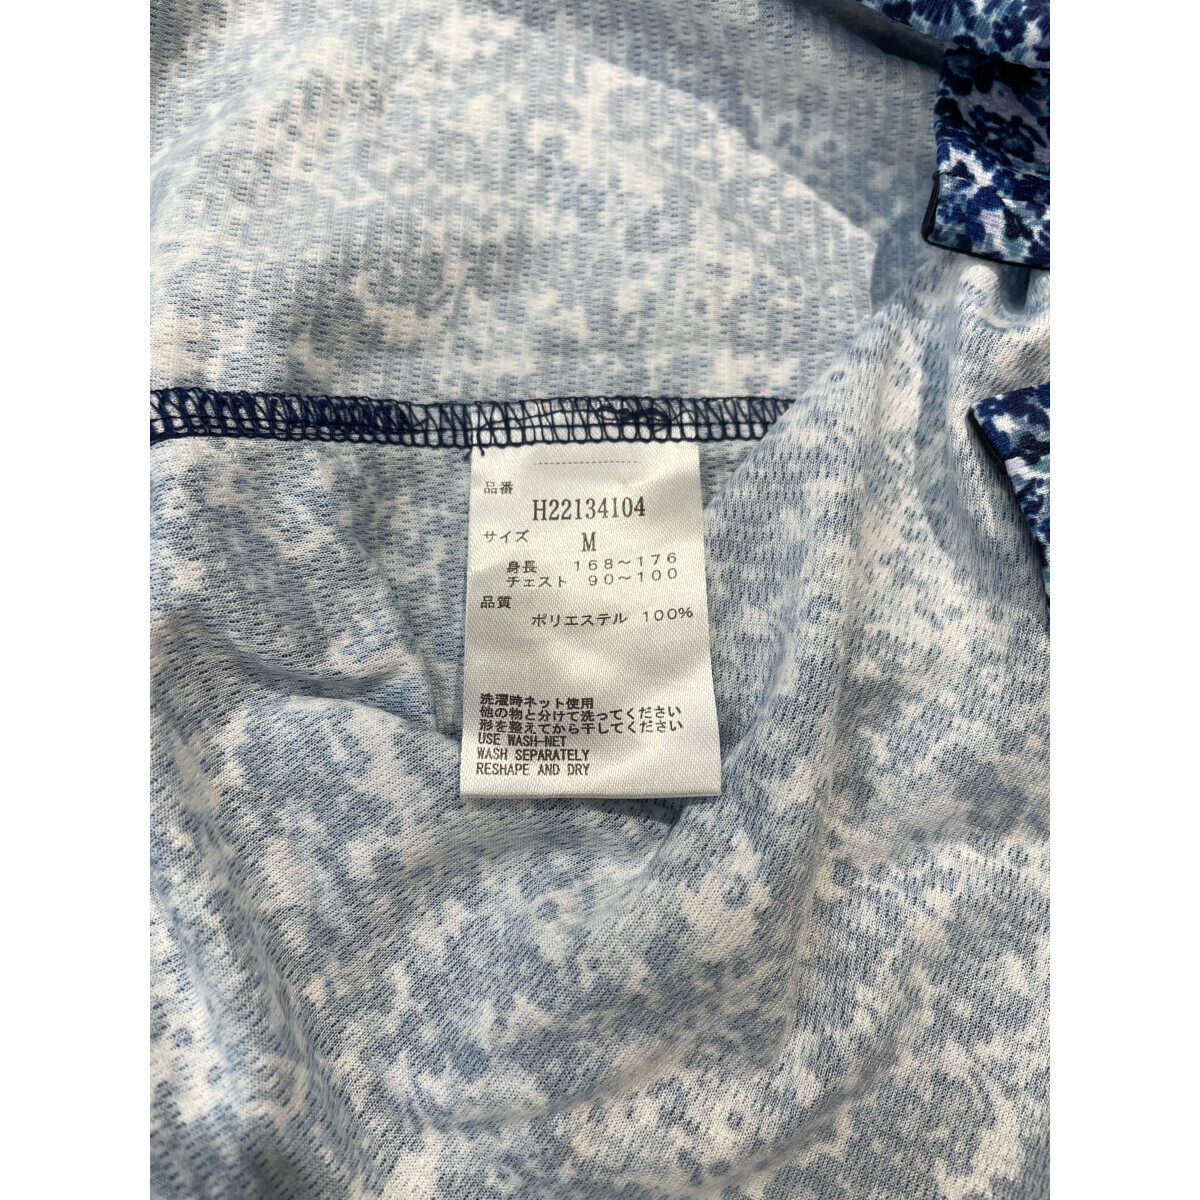 品番
H22134104
サイズ
M
身長 168～176
チェスト 90～100
品質
ポリエステル 100%
洗濯時ネット使用
他の物と分けて洗ってください
形を整えてから干してください
USE WASH-NET
WASH SEPARATELY
RESHAPE AND DRY